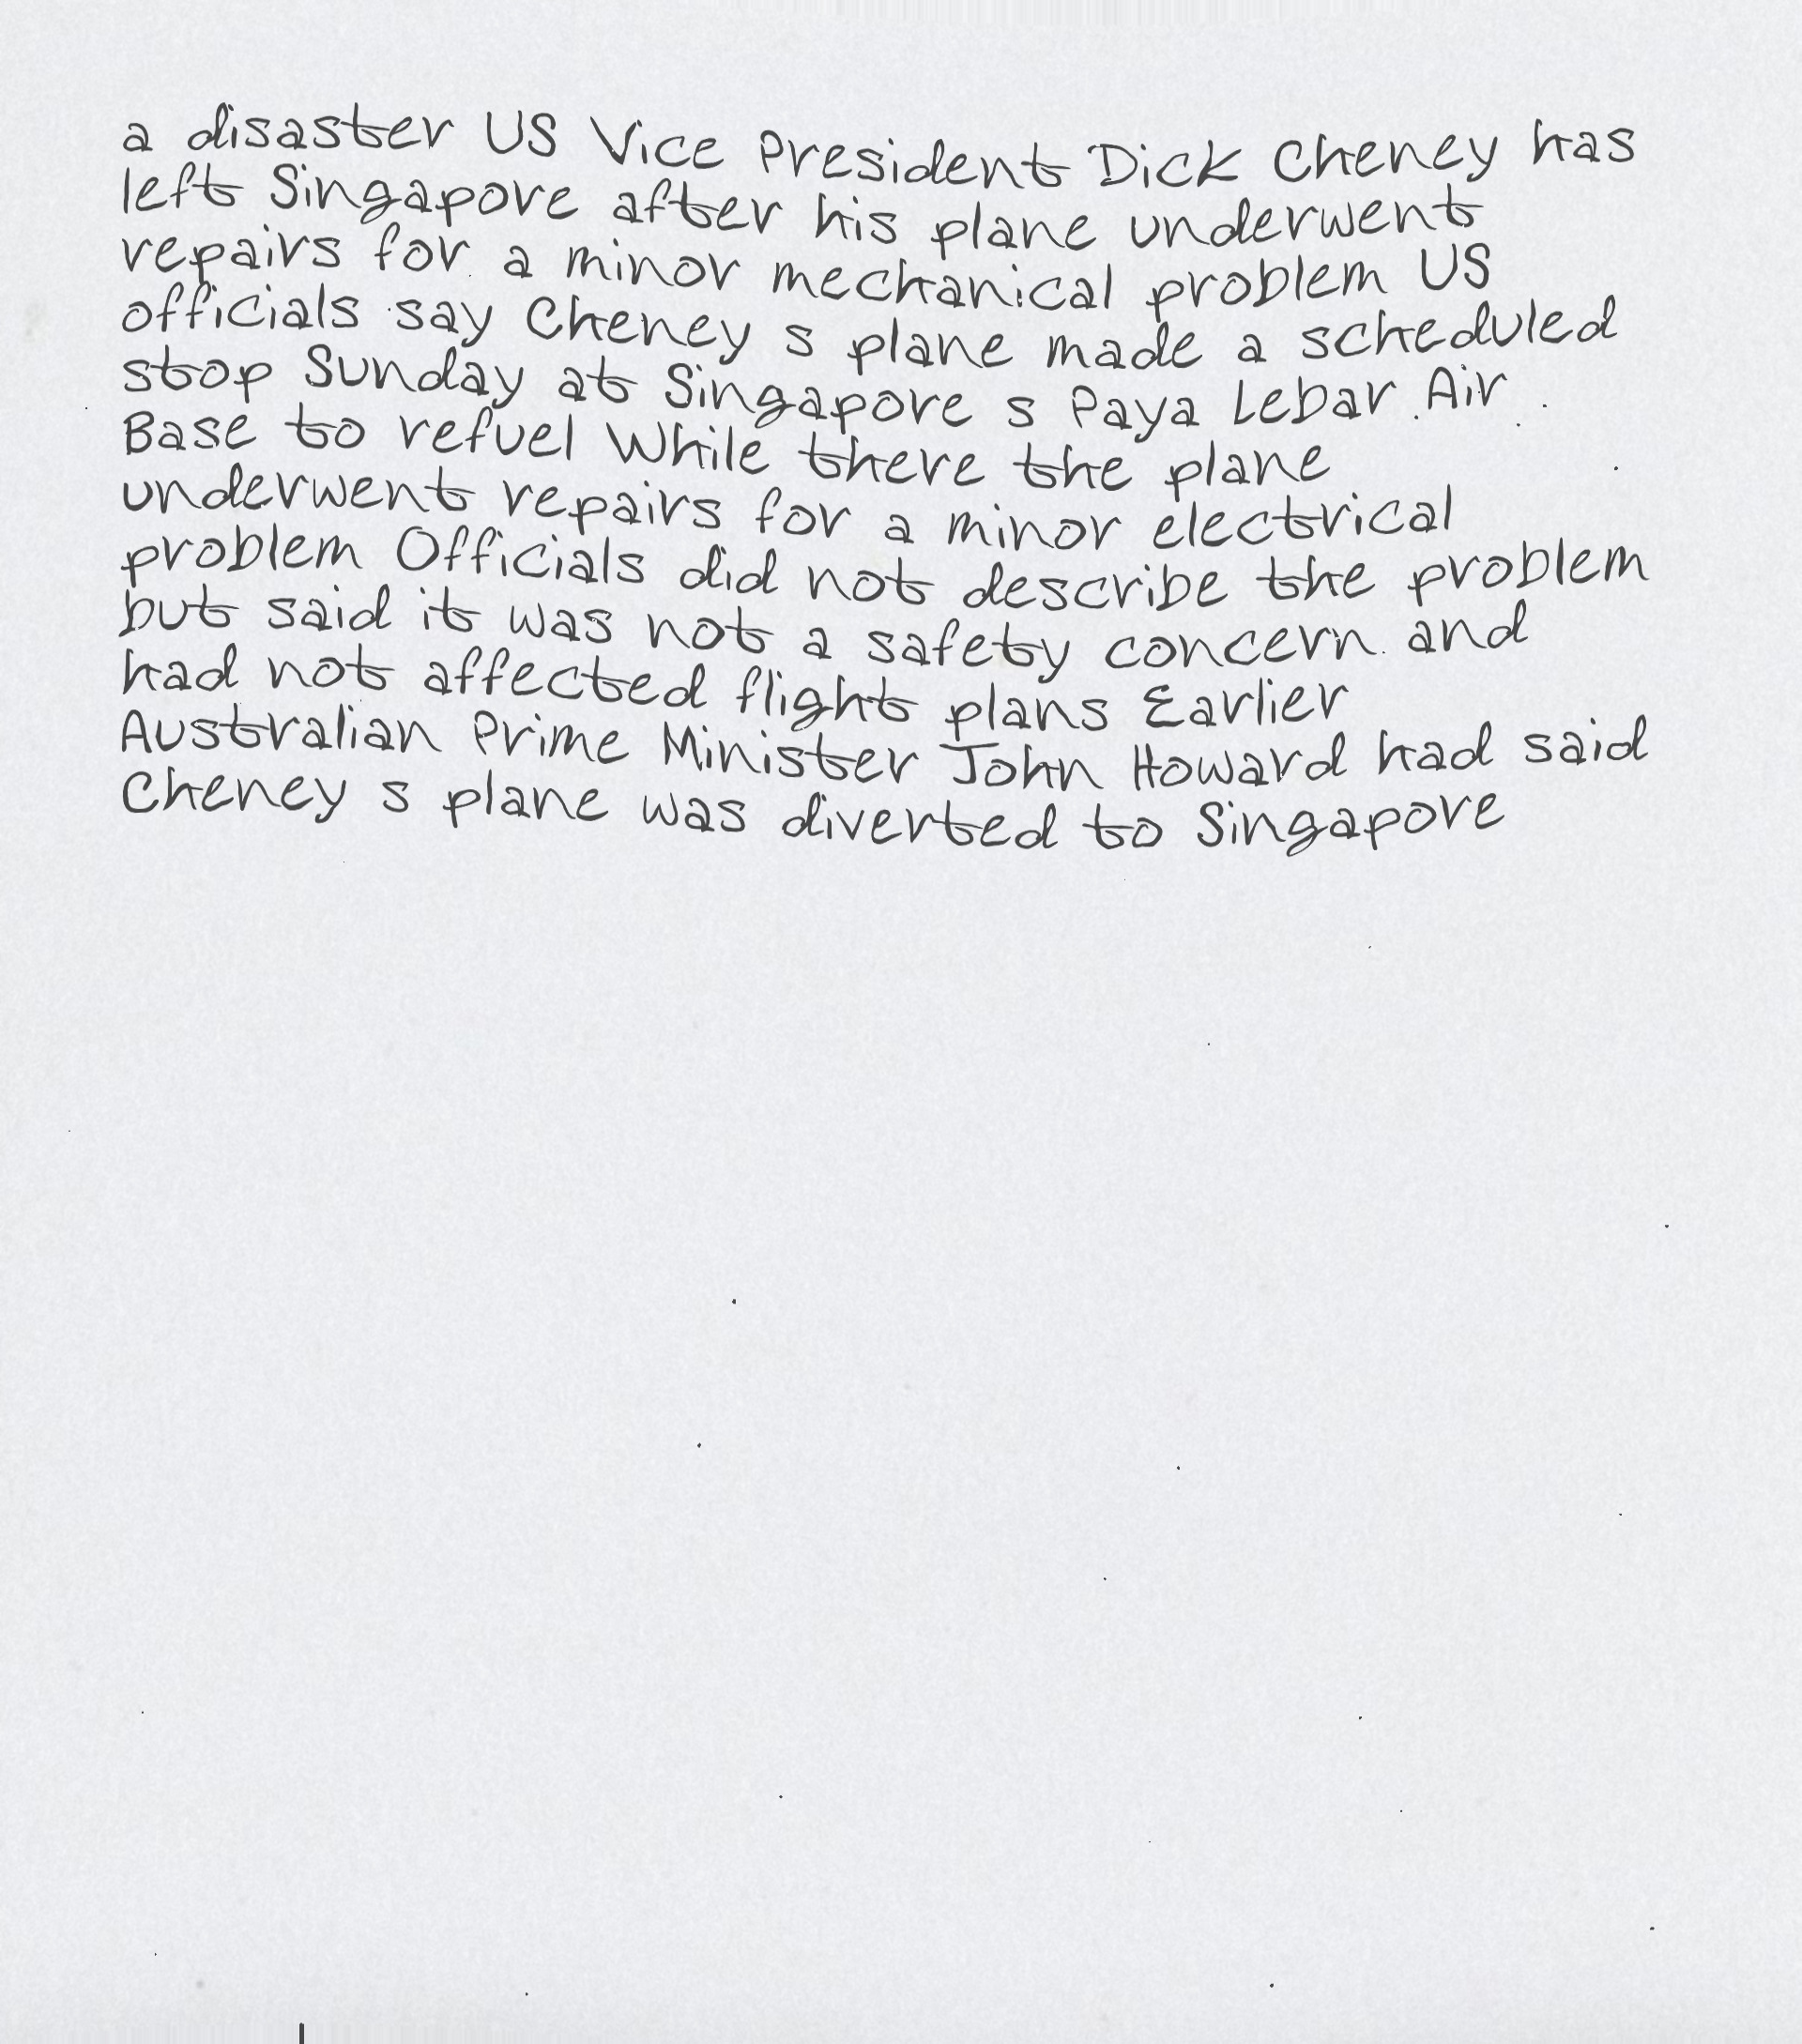 a disaster US Vice President Dick Cheney has
left Singapore after his plane underwent
repairs for a minor mechanical problem US
officials say Cheney s plane made a scheduled
stop Sunday at Singapore s Paya Lebar Air
Base to refuel While there the plane
underwent repairs for a minor electrical
problem Officials did not describe the problem
but said it was not a safety concern and
had not affected flight plans Earlier
Australian Prime Minister John Howard had said
Cheney s plane was diverted to Singapore